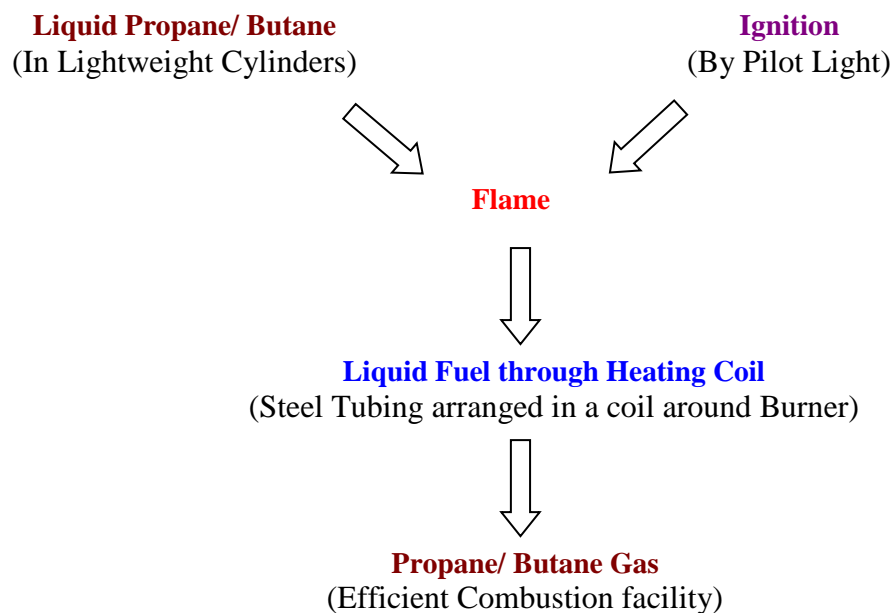 Liquid Propane/ Butane
(In Lightweight Cylinders)
Ignition
(By Pilot Light)
Flame
Liquid Fuel through Heating Coil
(Steel Tubing arranged in a coil around Burner)
Propane/ Butane Gas
(Efficient Combustion facility)